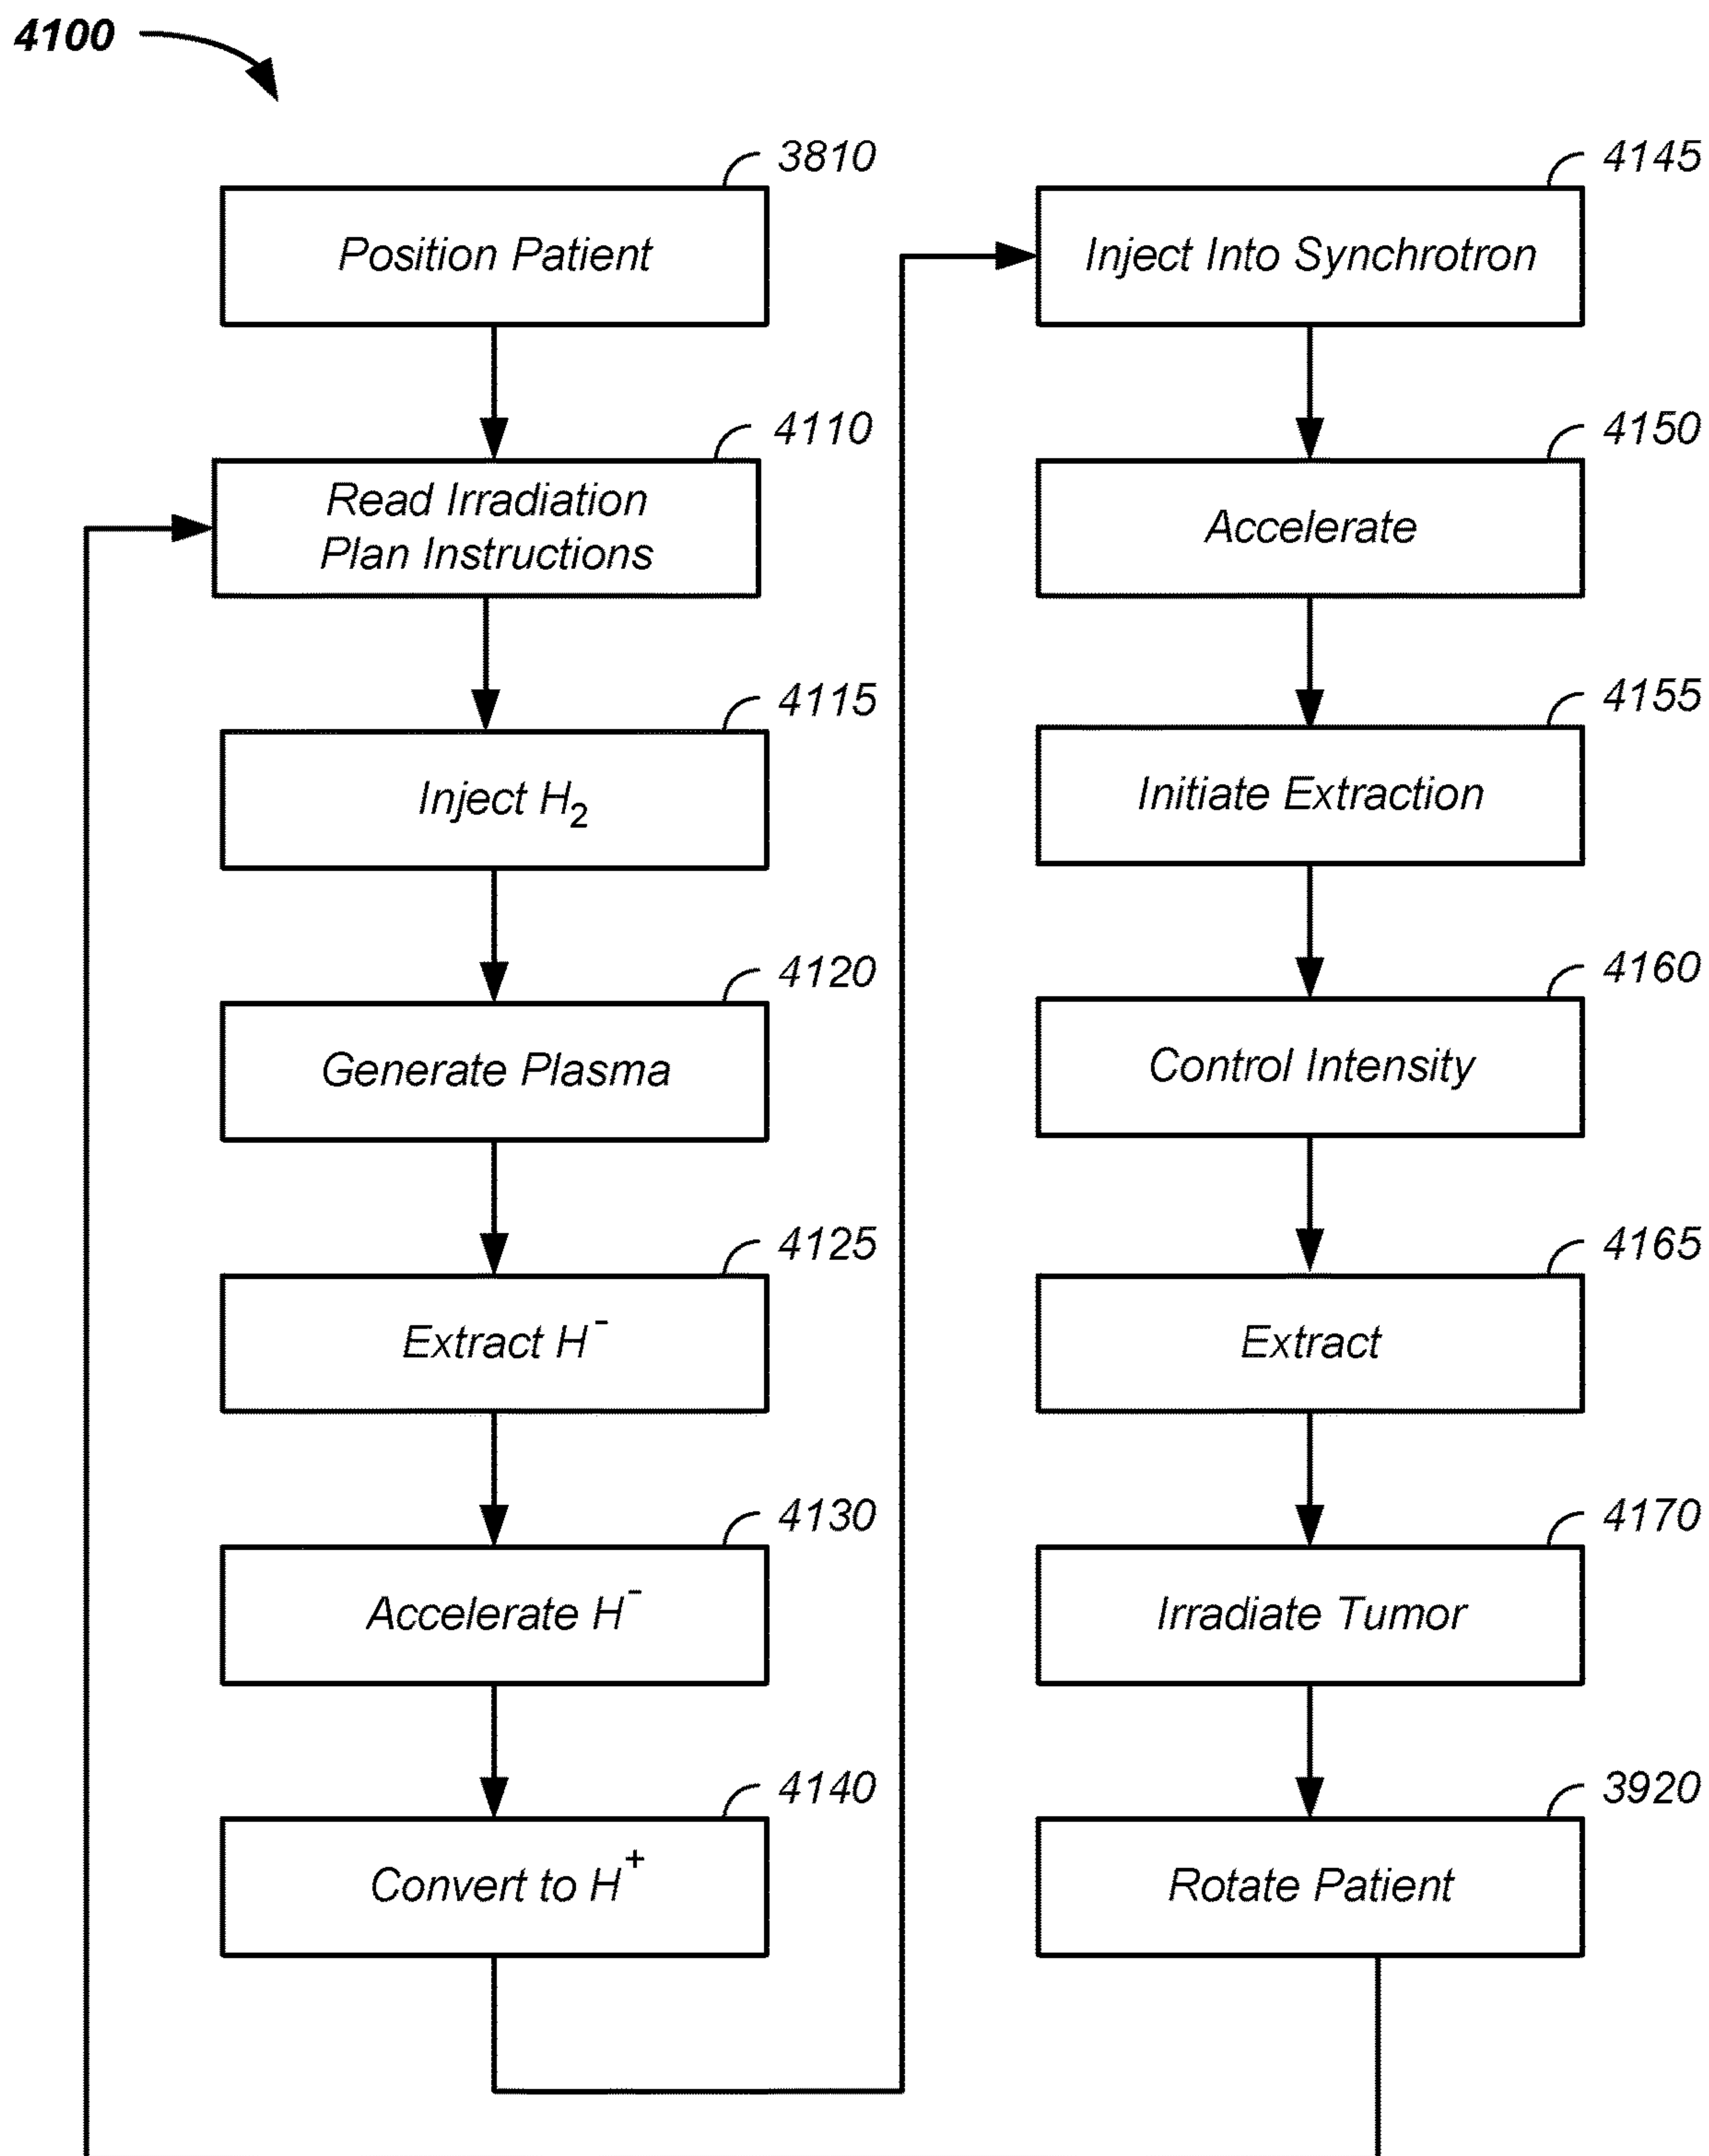 4100
3810
Position Patient
4110
Read Irradiation
Plan Instructions
4115
Inject H₂
4120
Generate Plasma
4125
Extract H⁻
4130
Accelerate H⁻
4140
Convert to H⁺
4145
Inject Into Synchrotron
4150
Accelerate
4155
Initiate Extraction
4160
Control Intensity
4165
Extract
4170
Irradiate Tumor
3920
Rotate Patient